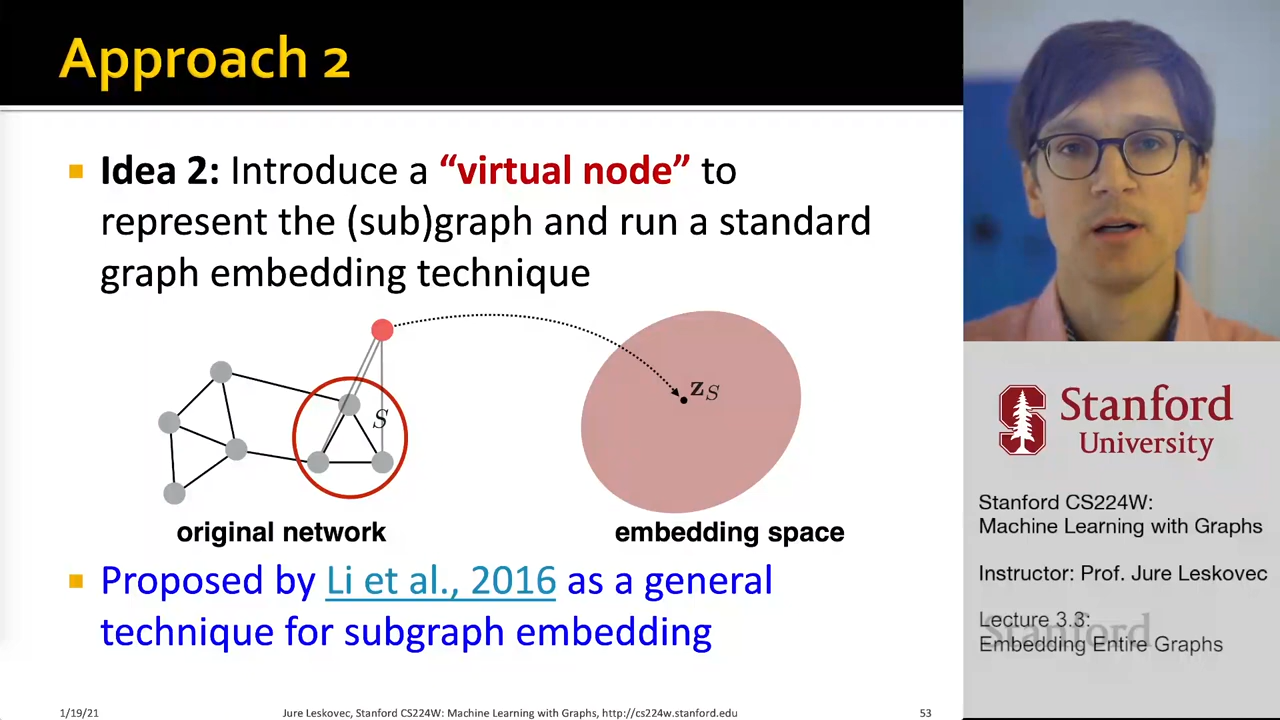 Approach 2
Idea 2: Introduce a “virtual node” to
represent the (sub)graph and run a standard
graph embedding technique
S
z_S
original network
embedding space
Proposed by Li et al., 2016 as a general
technique for subgraph embedding
1/19/21
Jure Leskovec, Stanford CS224W: Machine Learning with Graphs, http://cs224w.stanford.edu
53
Stanford
University
Stanford CS224W:
Machine Learning with Graphs
Instructor: Prof. Jure Leskovec
Lecture 3.3:
Stanford
Embedding Entire Graphs